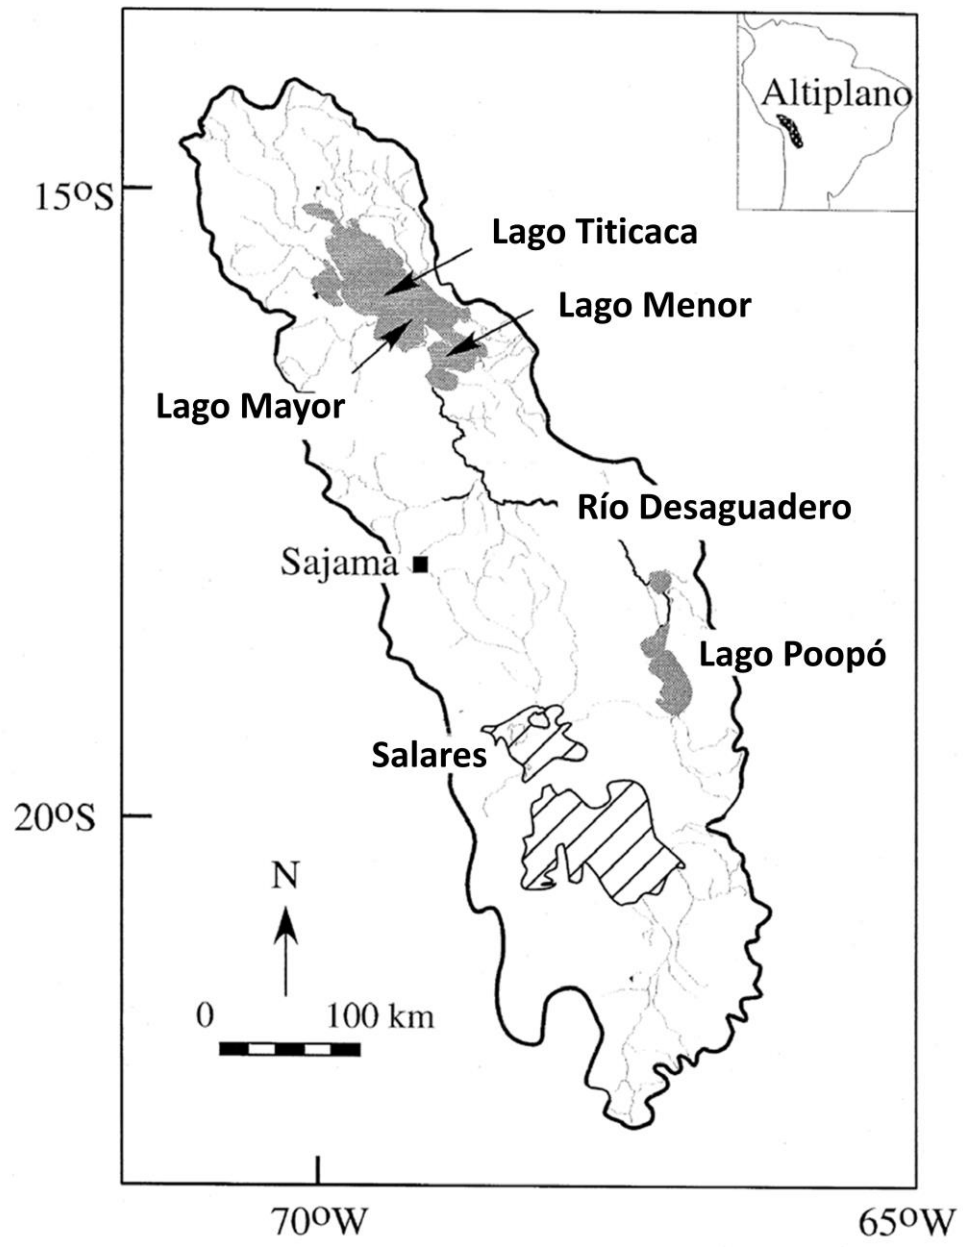 Altiplano
15ºS
Lago Titicaca
Lago Menor
Lago Mayor
Río Desaguadero
Sajama
Lago Poopó
Salares
20ºS
N
0 100 km
70ºW
65ºW